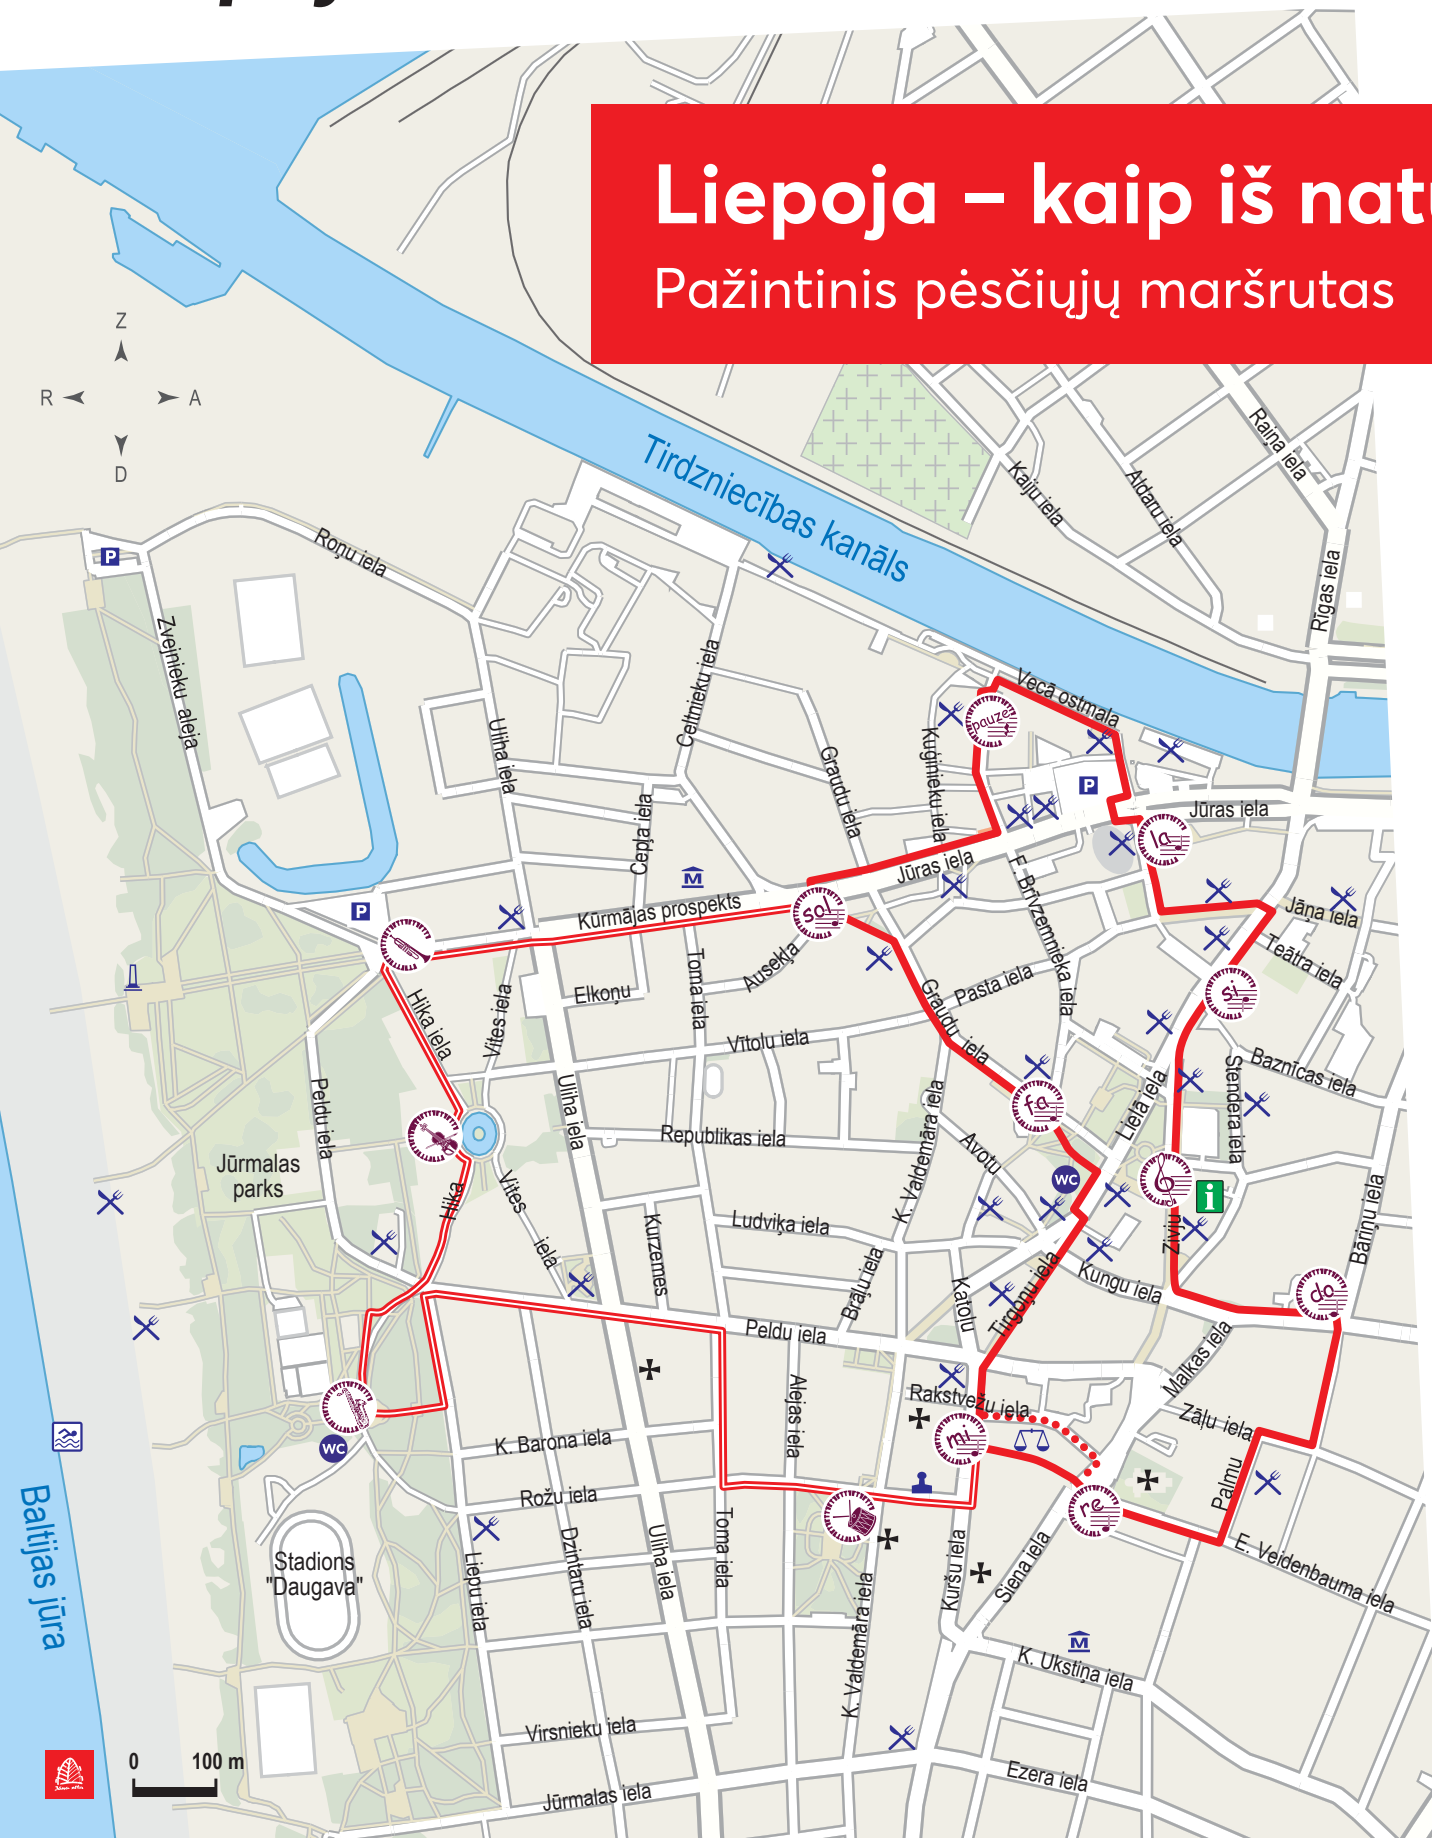 Liepoja – kaip iš
Pažintinis pėsčiųjų maršrutas
Z
R
A
D
Tirdzniecības kanāls
Raiņa iela
Kaiju iela
Aldaru iela
Rīgas iela
Roņu iela
P
Zvejnieku aleja
Celtnieku iela
Vecā ostmala
pauze
Uliha iela
Graudu iela
Kuģinieku iela
P
Jūras iela
la
Cepļa iela
Jūras iela
F. Brīvzemnieka iela
M
Kūrmājas prospekts
sol
P
Jāņa iela
Teātra iela
Ausekļa
Toma iela
Elkoņu
Pasta iela
si
Graudu iela
Hika iela
Vites iela
Vītolu iela
Baznīcas iela
Stendera iela
Peldu iela
Uliha iela
fa
Lielā iela
Republikas iela
K. Valdemāra iela
Avotu
Jūrmalas
parks
WC
i
Hika
Vites iela
Kurzemes
Ludviķa iela
Zivju
Bāriņu iela
Brāļu iela
Katoļu
Tirgoņu iela
Kungu iela
do
Peldu iela
Malkas iela
Alejas iela
Rakstvežu iela
Zāļu iela
mi
WC
K. Barona iela
Palmu
Rožu iela
re
Baltijas jūra
Stadions
"Daugava"
Liepu iela
Dzintaru iela
Uliha iela
Toma iela
K. Valdemāra iela
Kuršu iela
Siena iela
E. Veidenbauma iela
M
K. Ukstiņa iela
Virsnieku iela
0 100 m
Jūrmalas iela
Ezera iela